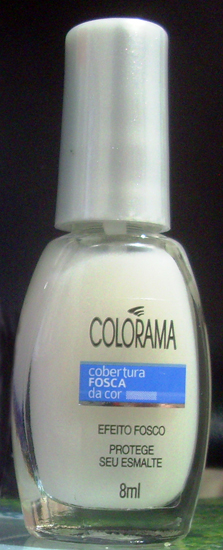 COLORAMA
cobertura
FOSCA
da cor
EFEITO FOSCO
PROTEGE
SEU ESMALTE
8ml